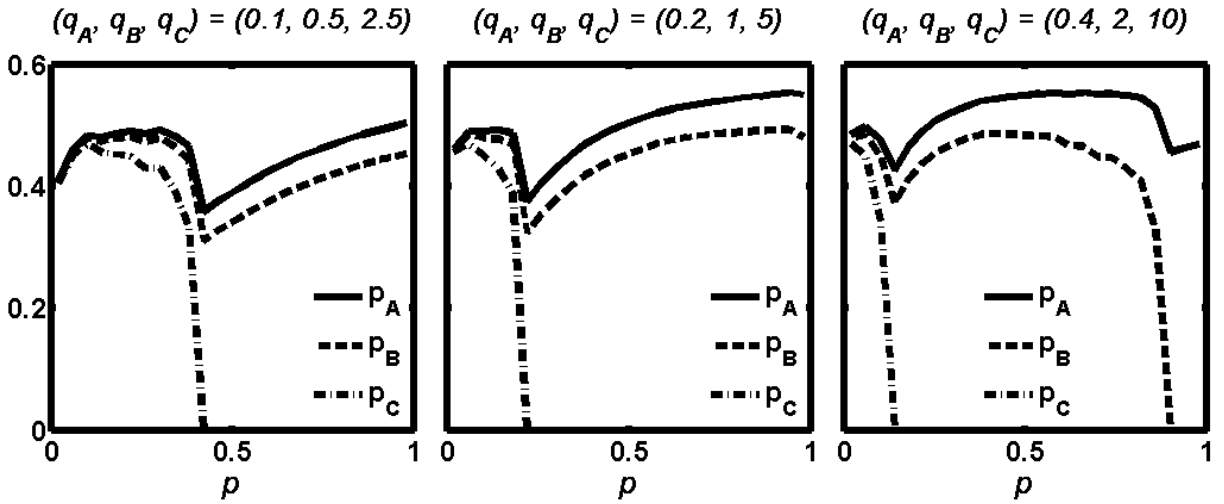 (q_A, q_B, q_C) = (0.1, 0.5, 2.5)
(q_A, q_B, q_C) = (0.2, 1, 5)
(q_A, q_B, q_C) = (0.4, 2, 10)
0.6
0.4
0.2
0
p_A
p_B
p_C
p_A
p_B
p_C
p_A
p_B
p_C
0 0.5 1
0 0.5 1
0 0.5 1
p
p
p